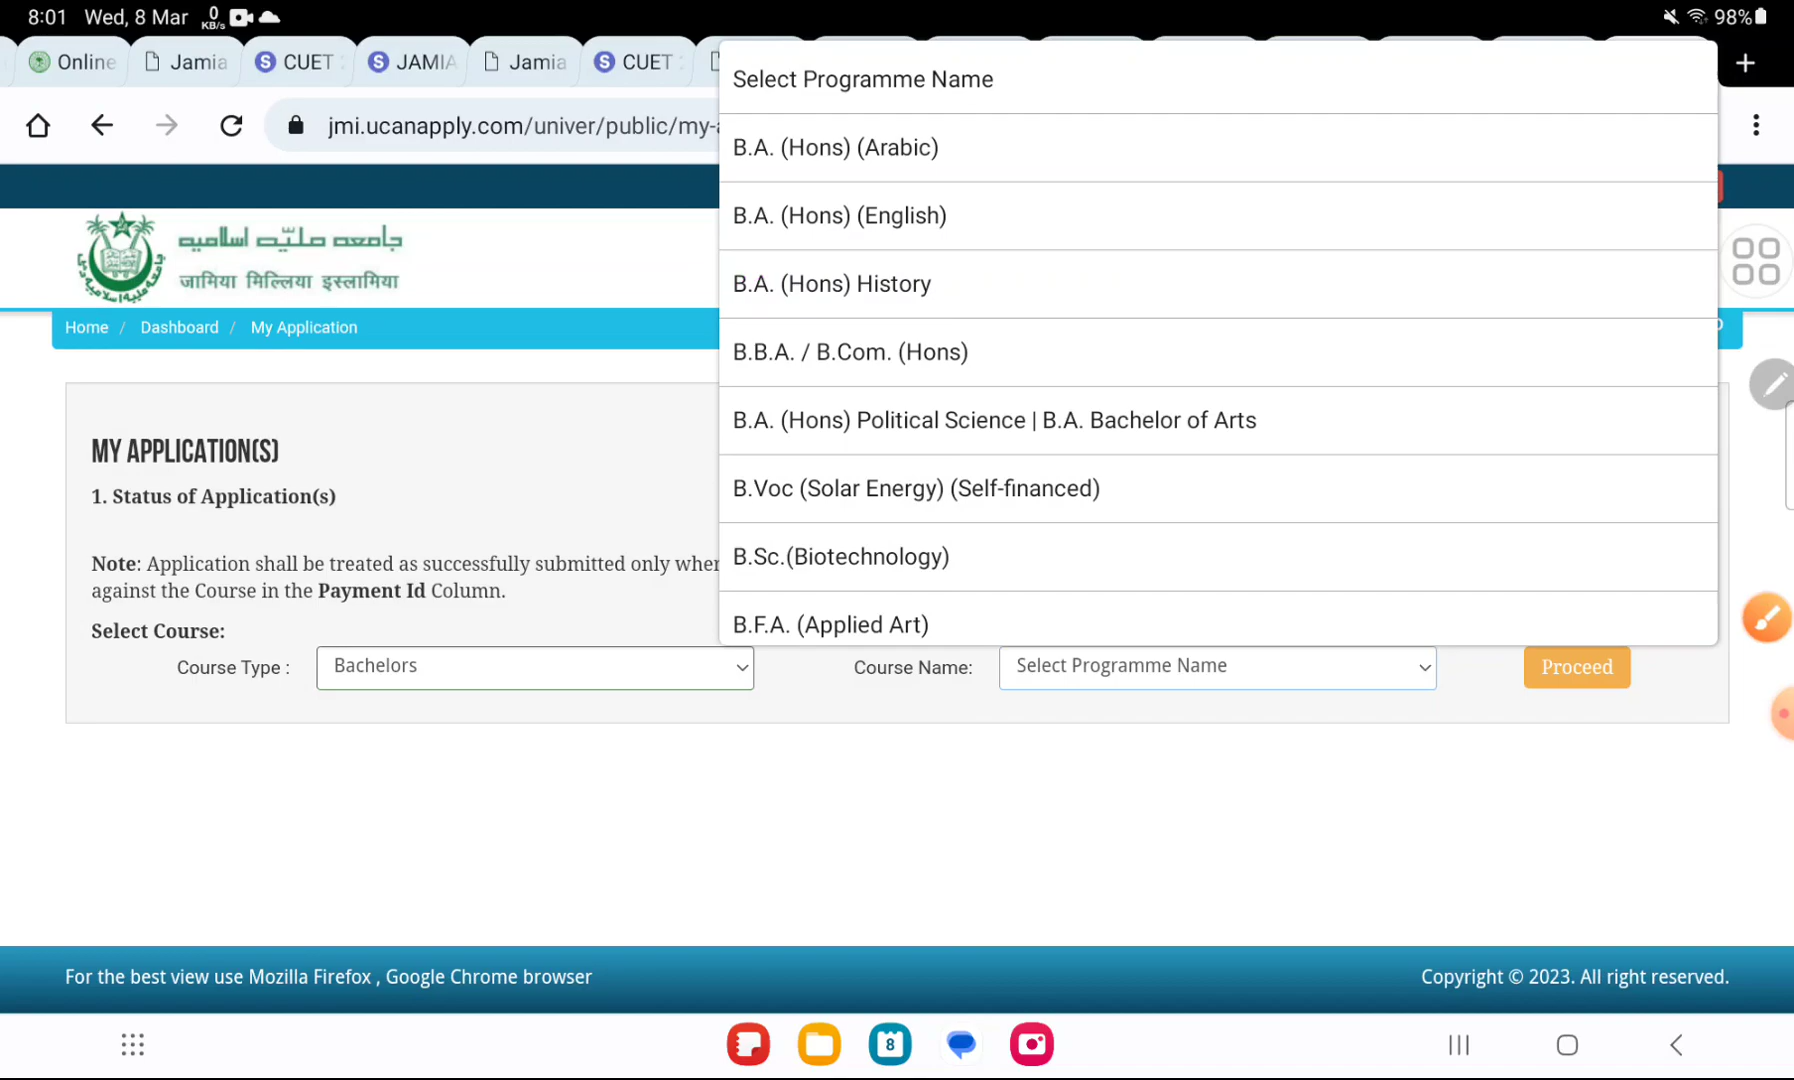 8:01 Wed, 8 Mar 0 KB/s 98%
Online Jamia CUET JAMIA Jamia CUET
jmi.ucanapply.com/univer/public/my-
جامعہ ملیّہ اسلامیہ
जामिया मिल्लिया इस्लामिया
Home / Dashboard / My Application
MY APPLICATION(S)
1. Status of Application(s)
Note: Application shall be treated as successfully submitted only
against the Course in the Payment Id Column.
Select Course:
Select Programme Name
B.A. (Hons) (Arabic)
B.A. (Hons) (English)
B.A. (Hons) History
B.B.A. / B.Com. (Hons)
B.A. (Hons) Political Science | B.A. Bachelor of Arts
B.Voc (Solar Energy) (Self-financed)
B.Sc.(Biotechnology)
B.F.A. (Applied Art)
Course Type : Bachelors Course Name: Select Programme Name Proceed
For the best view use Mozilla Firefox , Google Chrome browser Copyright © 2023. All right reserved.
8